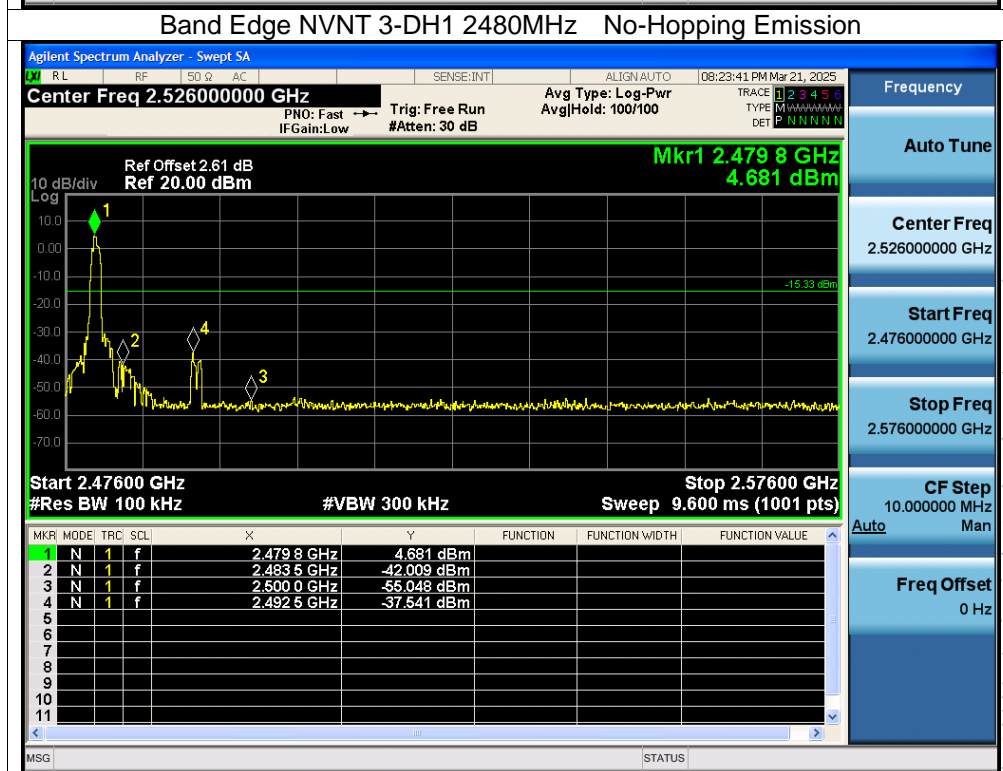 Band Edge NVNT 3-DH1 2480MHz No-Hopping Emission
Agilent Spectrum Analyzer - Swept SA
LXI RL RF 50 Ω AC SENSE:INT ALIGN AUTO 08:23:41 PM Mar 21, 2025
Center Freq 2.526000000 GHz
PNO: Fast
IFGain:Low
Trig: Free Run
#Atten: 30 dB
Avg Type: Log-Pwr
Avg|Hold: 100/100
TRACE 1 2 3 4 5 6
TYPE M WWWWW
DET P N N N N N
Frequency
Auto Tune
Center Freq
2.526000000 GHz
Start Freq
2.476000000 GHz
Stop Freq
2.576000000 GHz
CF Step
10.000000 MHz
Auto Man
Freq Offset
0 Hz
Mkr1 2.479 8 GHz
4.681 dBm
Ref Offset 2.61 dB
10 dB/div Ref 20.00 dBm
Log
10.0
0.00
-10.0
-20.0
-30.0
-40.0
-50.0
-60.0
-70.0
1
2
4
3
-15.33 dBm
Start 2.47600 GHz Stop 2.57600 GHz
#Res BW 100 kHz #VBW 300 kHz Sweep 9.600 ms (1001 pts)
MKR MODE TRC SCL X Y FUNCTION FUNCTION WIDTH FUNCTION VALUE
1 N 1 f 2.479 8 GHz 4.681 dBm
2 N 1 f 2.483 5 GHz -42.009 dBm
3 N 1 f 2.500 0 GHz -55.048 dBm
4 N 1 f 2.492 5 GHz -37.541 dBm
5
6
7
8
9
10
11
MSG STATUS